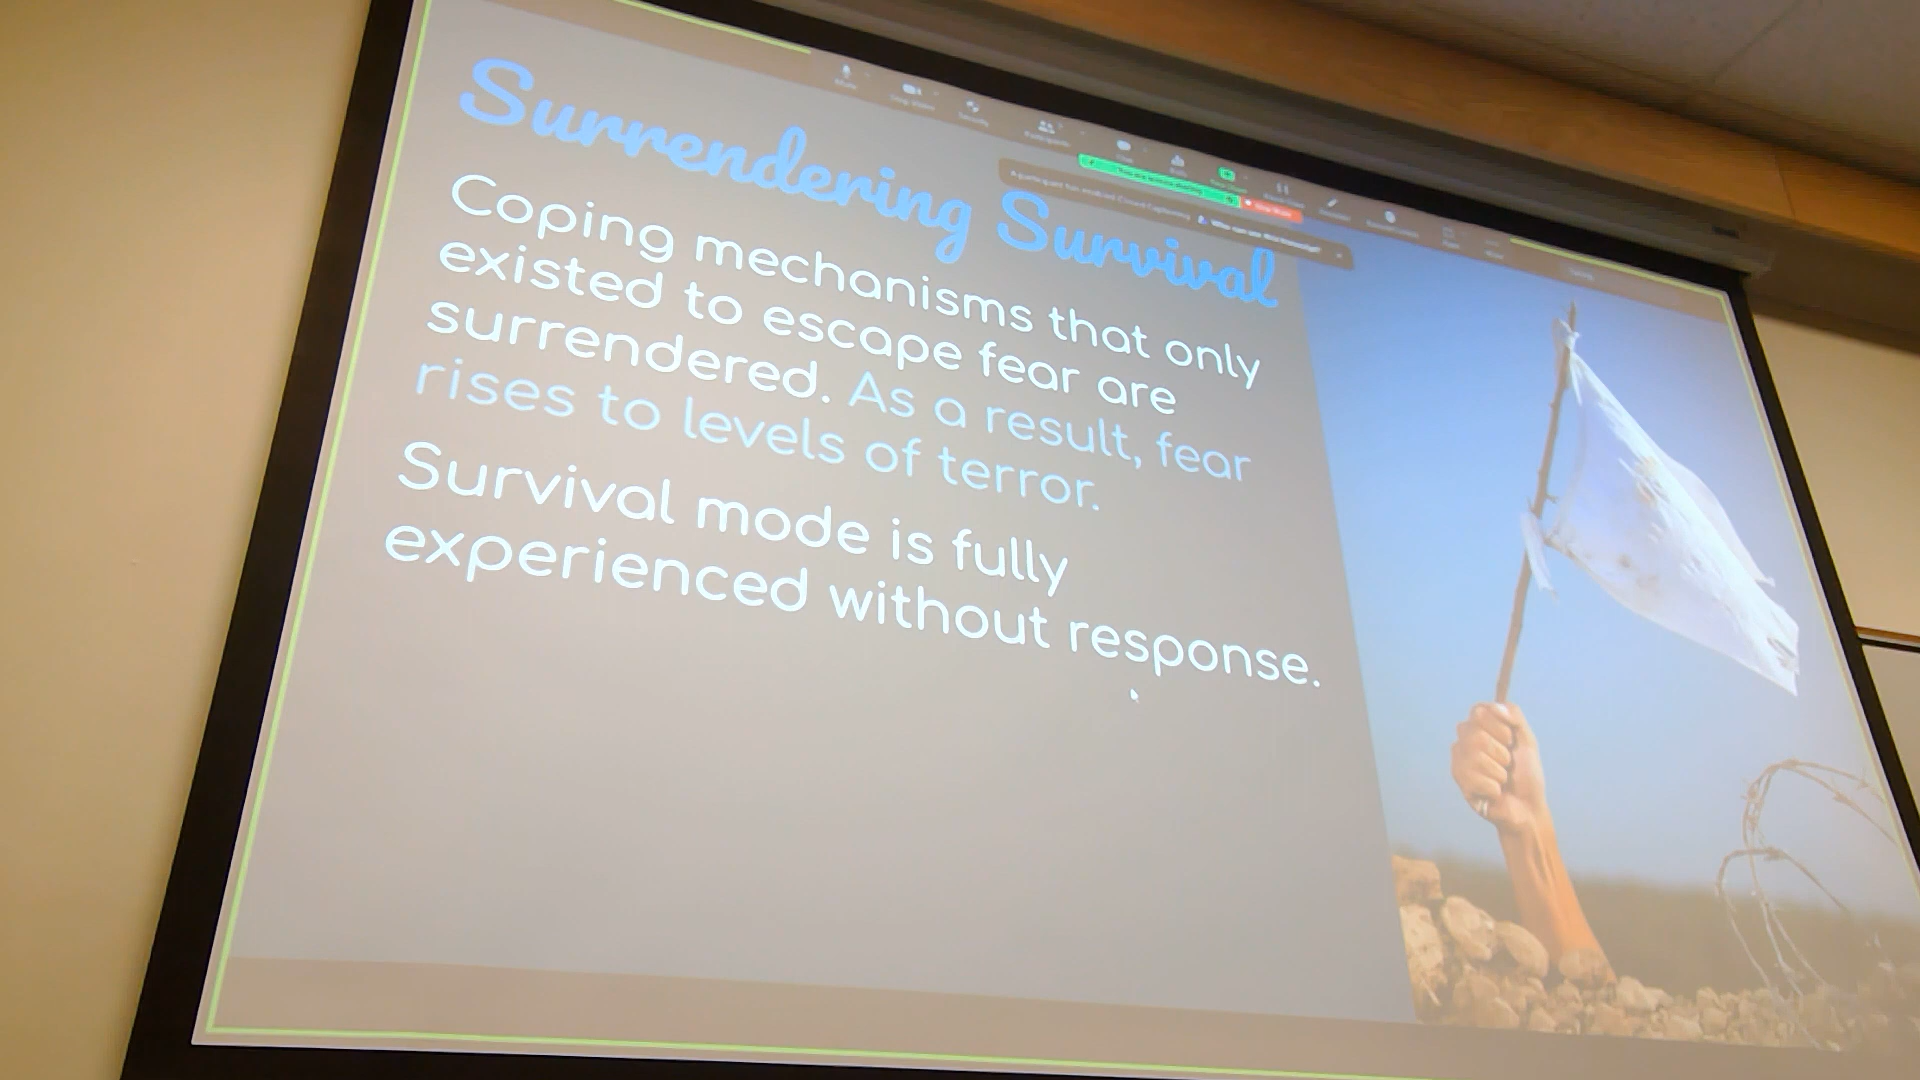 Surrendering Survival
Coping mechanisms that only
existed to escape fear are
surrendered. As a result, fear
rises to levels of terror.
Survival mode is fully
experienced without response.